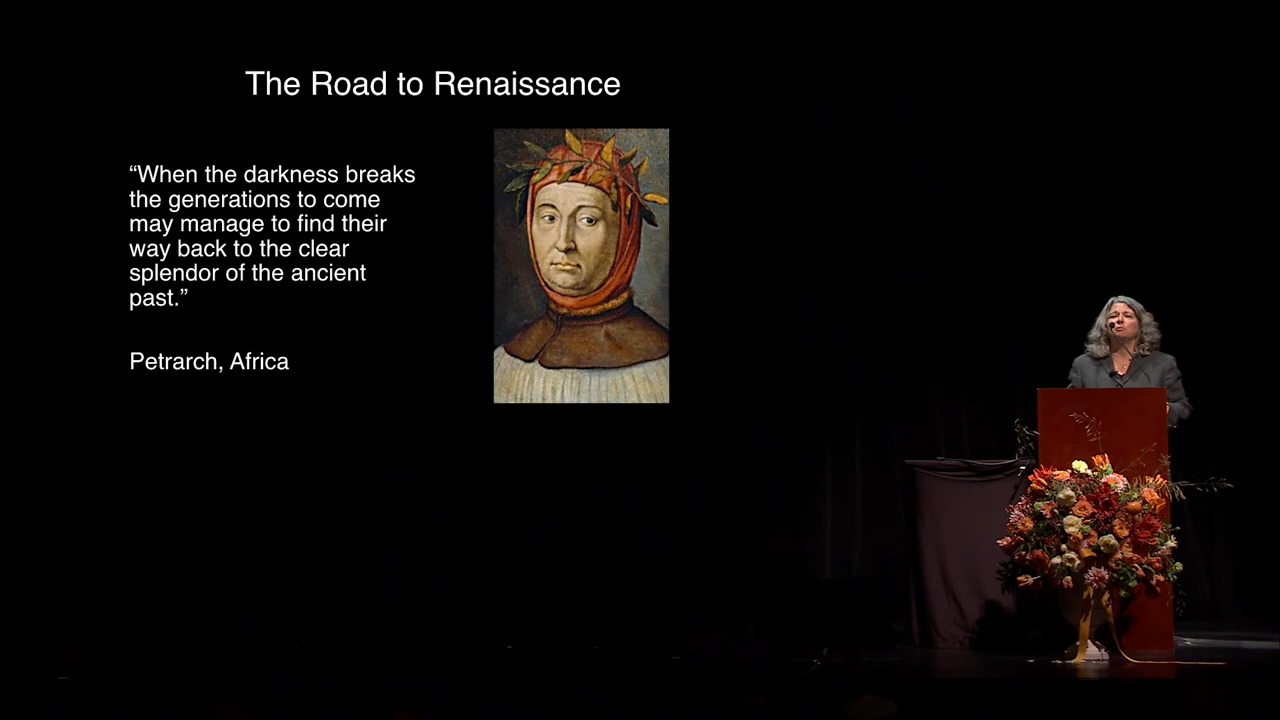 The Road to Renaissance
“When the darkness breaks
the generations to come
may manage to find their
way back to the clear
splendor of the ancient
past.”
Petrarch, Africa